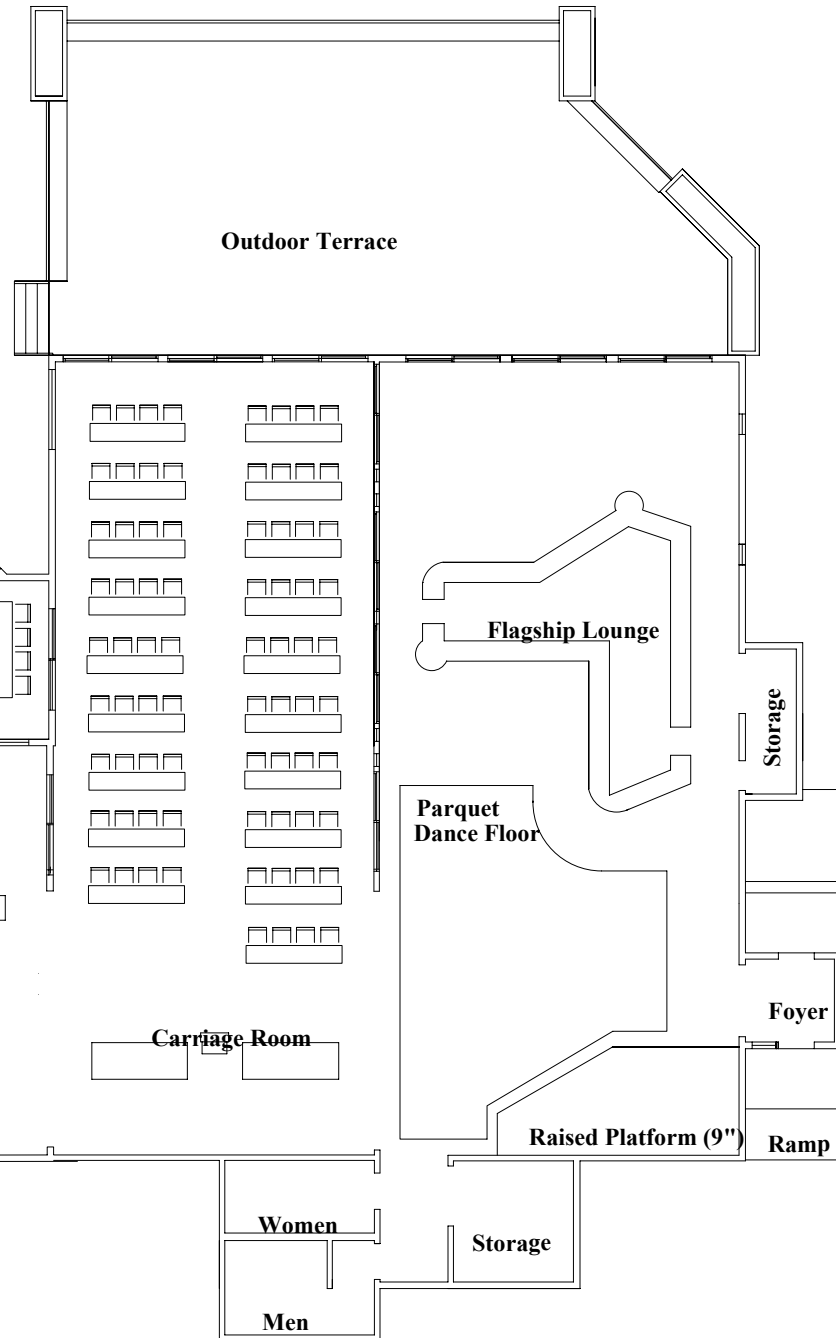 Outdoor Terrace
Flagship Lounge
Storage
Parquet
Dance Floor
Foyer
Carriage Room
Raised Platform (9")
Ramp
Women
Storage
Men